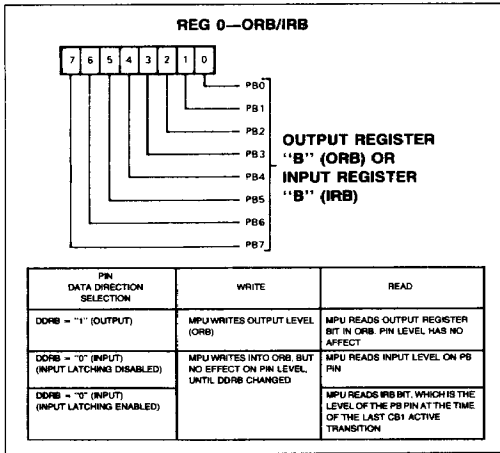 REG 0—ORB/IRB
7 6 5 4 3 2 1 0
PB0
PB1
PB2
PB3
PB4
PB5
PB6
PB7
OUTPUT REGISTER
"B" (ORB) OR
INPUT REGISTER
"B" (IRB)
PIN
DATA DIRECTION
SELECTION
WRITE
READ
DDRB = "1" (OUTPUT)
MPU WRITES OUTPUT LEVEL
(ORB)
MPU READS OUTPUT REGISTER
BIT IN ORB. PIN LEVEL HAS NO
AFFECT
DDRB = "0" (INPUT)
(INPUT LATCHING DISABLED)
MPU WRITES INTO ORB, BUT
NO EFFECT ON PIN LEVEL,
UNTIL DDRB CHANGED
MPU READS INPUT LEVEL ON PB
PIN
DDRB = "0" (INPUT)
(INPUT LATCHING ENABLED)
MPU READS IRB BIT, WHICH IS THE
LEVEL OF THE PB PIN AT THE TIME
OF THE LAST CB1 ACTIVE
TRANSITION